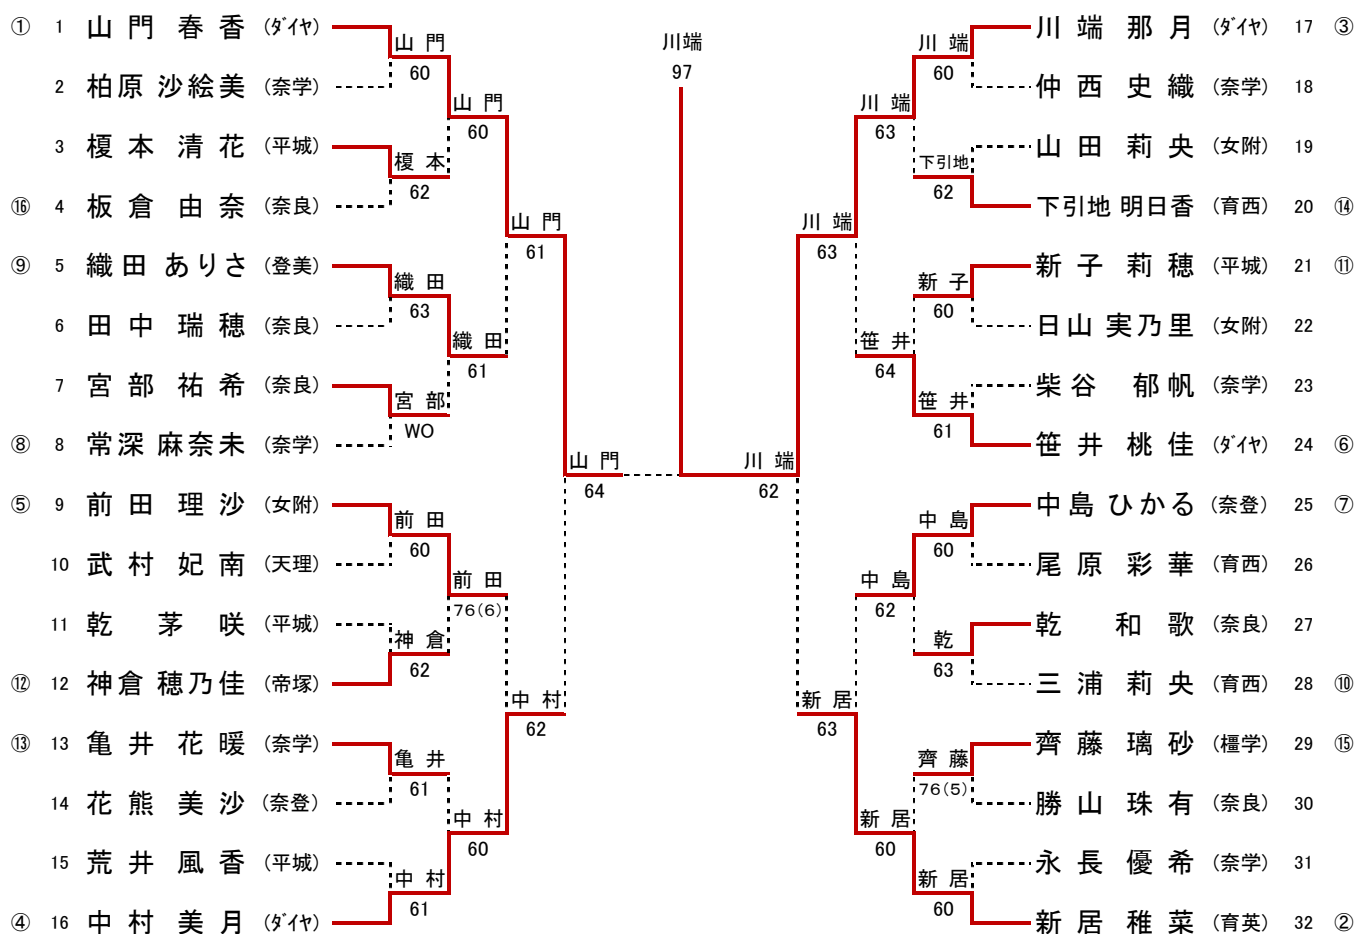 ① 1 山門 春香 (ダイヤ)
山門
60
2 柏原 沙絵美 (奈学)
山門
60
3 榎本 清花 (平城)
榎本
62
⑯ 4 板倉 由奈 (奈良)
山門
61
⑨ 5 織田 ありさ (登美)
織田
63
6 田中 瑞穂 (奈良)
織田
61
7 宮部 祐希 (奈良)
宮部
WO
⑧ 8 常深 麻奈未 (奈学)
山門
64
⑤ 9 前田 理沙 (女附)
前田
60
10 武村 妃南 (天理)
前田
76(6)
11 乾 茅咲 (平城)
神倉
62
⑫ 12 神倉 穂乃佳 (帝塚)
中村
62
⑬ 13 亀井 花暖 (奈学)
亀井
61
14 花熊 美沙 (奈登)
中村
60
15 荒井 風香 (平城)
中村
61
④ 16 中村 美月 (ダイヤ)
川端
97
川端 那月 (ダイヤ) 17 ③
川端
60
仲西 史織 (奈学) 18
川端
63
山田 莉央 (女附) 19
下引地
62
下引地 明日香 (育西) 20 ⑭
川端
63
新子 莉穂 (平城) 21 ⑪
新子
60
日山 実乃里 (女附) 22
笹井
64
柴谷 郁帆 (奈学) 23
笹井
61
笹井 桃佳 (ダイヤ) 24 ⑥
川端
62
中島 ひかる (奈登) 25 ⑦
中島
60
尾原 彩華 (育西) 26
中島
62
乾 和歌 (奈良) 27
乾
63
三浦 莉央 (育西) 28 ⑩
新居
63
齊藤 璃砂 (橿学) 29 ⑮
齊藤
76(5)
勝山 珠有 (奈良) 30
新居
60
永長 優希 (奈学) 31
新居
60
新居 稚菜 (育英) 32 ②